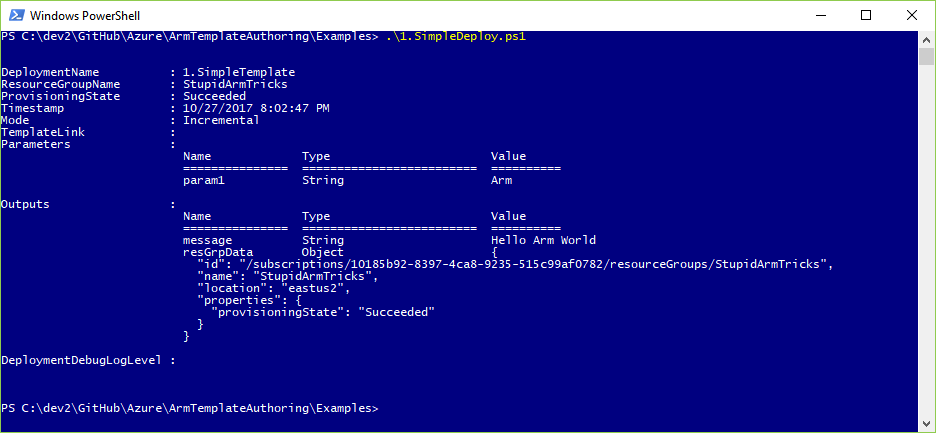 Windows PowerShell
PS C:\dev2\GitHub\Azure\ArmTemplateAuthoring\Examples> .\1.SimpleDeploy.ps1
DeploymentName          : 1.SimpleTemplate
ResourceGroupName       : StupidArmTricks
ProvisioningState       : Succeeded
Timestamp               : 10/27/2017 8:02:47 PM
Mode                    : Incremental
TemplateLink            :
Parameters              :
                          Name             Type                       Value
                          ===============  =========================  ==========
                          param1           String                     Arm
Outputs                 :
                          Name             Type                       Value
                          ===============  =========================  ==========
                          message          String                     Hello Arm World
                          resGrpData       Object                     {
                            "id": "/subscriptions/10185b92-8397-4ca8-9235-515c99af0782/resourceGroups/StupidArmTricks",
                            "name": "StupidArmTricks",
                            "location": "eastus2",
                            "properties": {
                              "provisioningState": "Succeeded"
                            }
                          }
DeploymentDebugLogLevel :
PS C:\dev2\GitHub\Azure\ArmTemplateAuthoring\Examples>